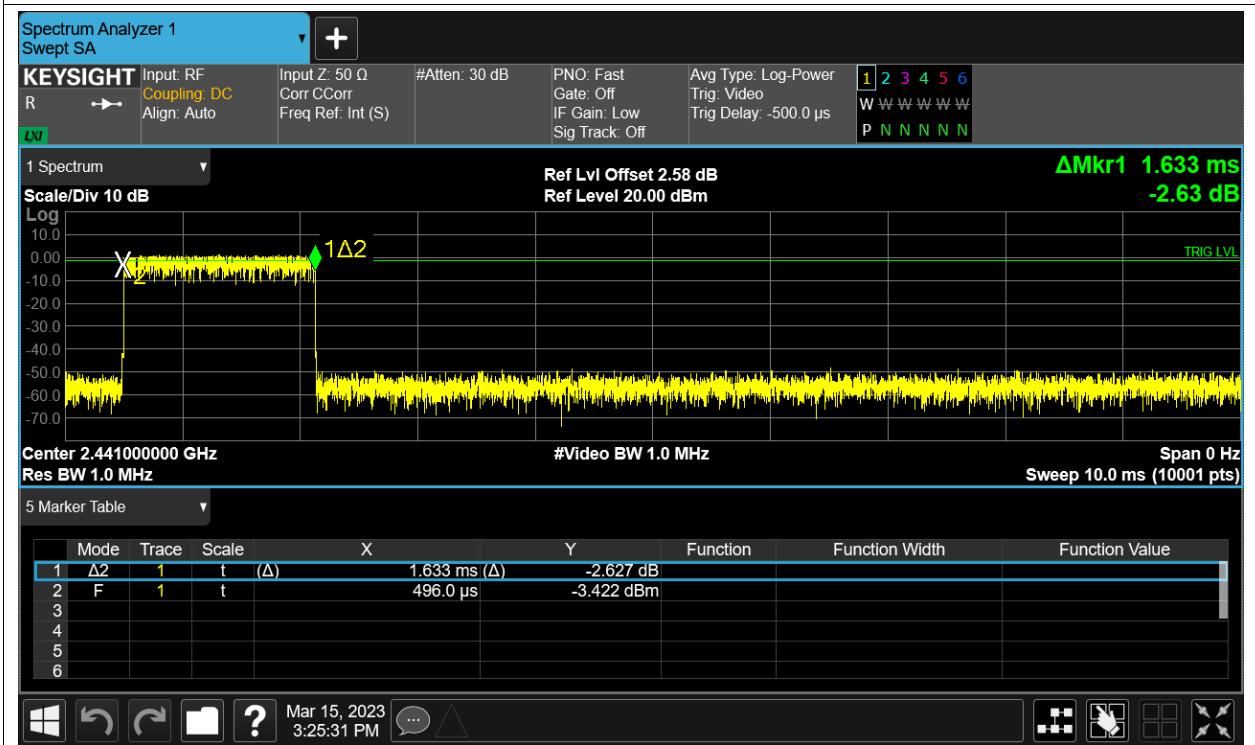 Spectrum Analyzer 1
Swept SA
KEYSIGHT Input: RF Input Z: 50 Ω #Atten: 30 dB PNO: Fast Avg Type: Log-Power 1 2 3 4 5 6
R Coupling: DC Corr CCorr Gate: Off Trig: Video W W W W W W
Align: Auto Freq Ref: Int (S) IF Gain: Low Trig Delay: -500.0 µs
LXI Sig Track: Off P N N N N N
1 Spectrum Ref Lvl Offset 2.58 dB ΔMkr1 1.633 ms
Scale/Div 10 dB Ref Level 20.00 dBm -2.63 dB
Log
10.0
1Δ2
0.00 TRIG LVL
X 2
-10.0
-20.0
-30.0
-40.0
-50.0
-60.0
-70.0
Center 2.441000000 GHz #Video BW 1.0 MHz Span 0 Hz
Res BW 1.0 MHz Sweep 10.0 ms (10001 pts)
5 Marker Table
Mode Trace Scale X Y Function Function Width Function Value
1 Δ2 1 t (Δ) 1.633 ms (Δ) -2.627 dB
2 F 1 t 496.0 µs -3.422 dBm
3
4
5
6
? Mar 15, 2023
3:25:31 PM